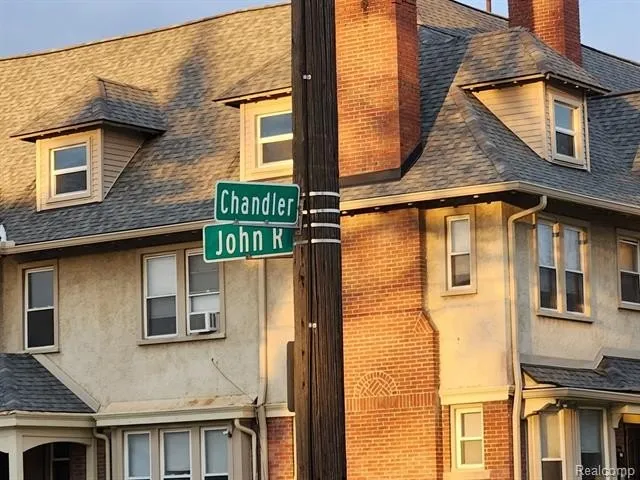 Chandler
John R
Realcomp